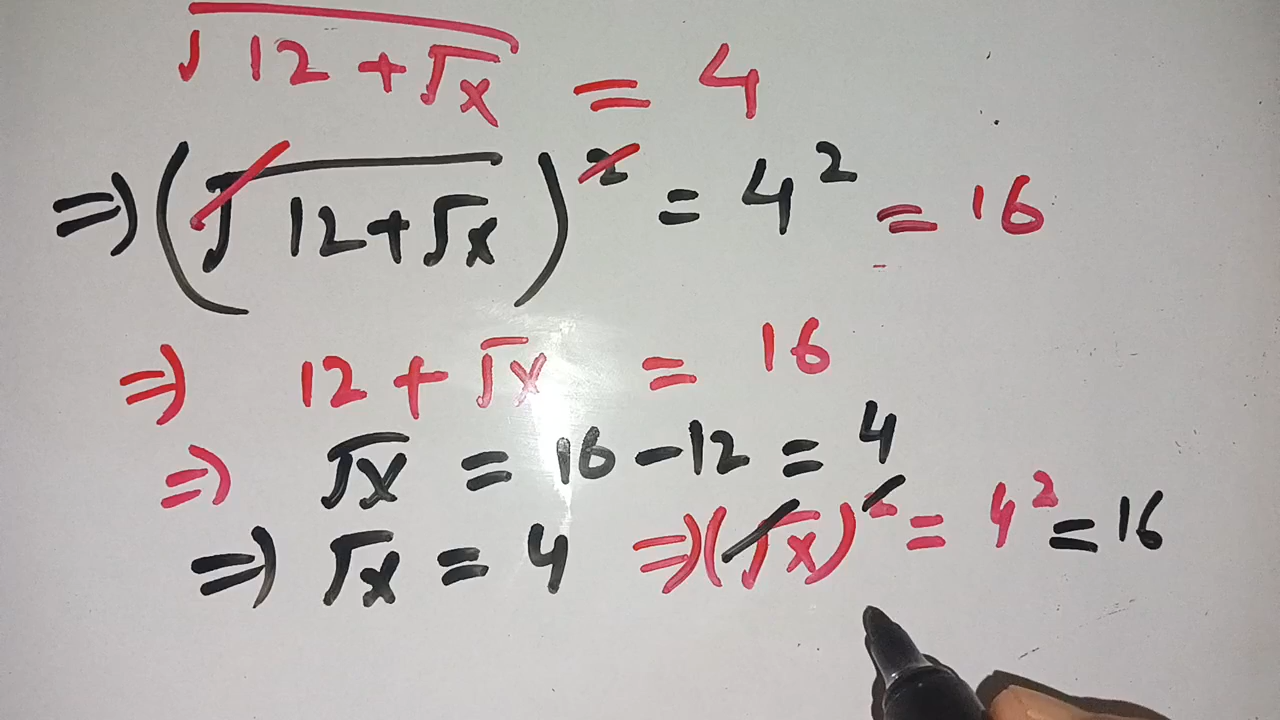 √(12 + √x) = 4
⇒ (√(12 + √x))² = 4² = 16
⇒ 12 + √x = 16
⇒ √x = 16 - 12 = 4
⇒ √x = 4 ⇒ (√x)² = 4² = 16